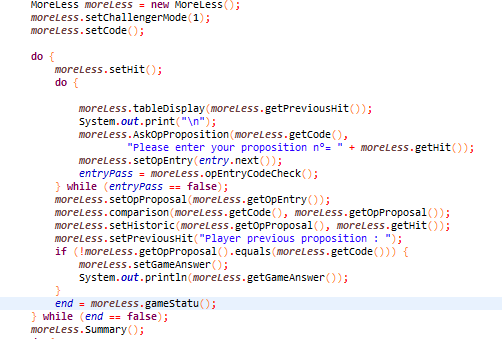 MoreLess moreLess = new MoreLess();
moreLess.setChallengerMode(1);
moreLess.setCode();
do {
moreLess.setHit();
do {
moreLess.tableDisplay(moreLess.getPreviousHit());
System.out.print("\n");
moreLess.AskOpProposition(moreLess.getCode(),
"Please enter your proposition n°= " + moreLess.getHit());
moreLess.setOpEntry(entry.next());
entryPass = moreLess.opEntryCodeCheck();
} while (entryPass == false);
moreLess.setOpProposal(moreLess.getOpEntry());
moreLess.comparison(moreLess.getCode(), moreLess.getOpProposal());
moreLess.setHistoric(moreLess.getOpProposal(), moreLess.getHit());
moreLess.setPreviousHit("Player previous proposition : ");
if (!moreLess.getOpProposal().equals(moreLess.getCode())) {
moreLess.setGameAnswer();
System.out.println(moreLess.getGameAnswer());
}
end = moreLess.gameStatu();
} while (end == false);
moreLess.Summary();